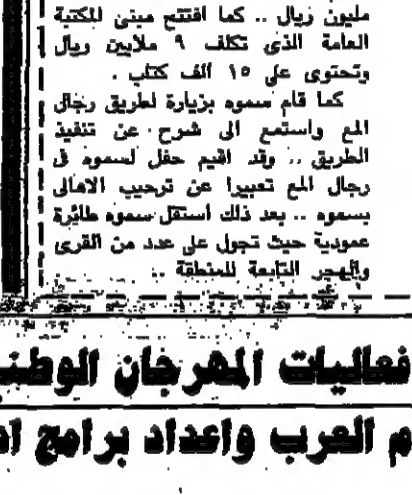 مليون ريال .. كما افتتح مبنى المكتبة
العامة الذى تكلف ٩ ملايين ريال
وتحتوى على ١٥ الف كتاب .
كما قام سموه بزيارة لطريق رجال
المع واستمع الى شرح عن تنفيذ
الطريق .. وقد اقيم حفل لسموه فى
رجال المع تعبيرا عن ترحيب الاهالى
بسموه .. بعد ذلك استقل سموه طائرة
عمودية حيث تجول على عدد من القرى
والهجر التابعة للمنطقة ..
فعاليات المهرجان الوطنـ
م العرب واعداد برامج اد